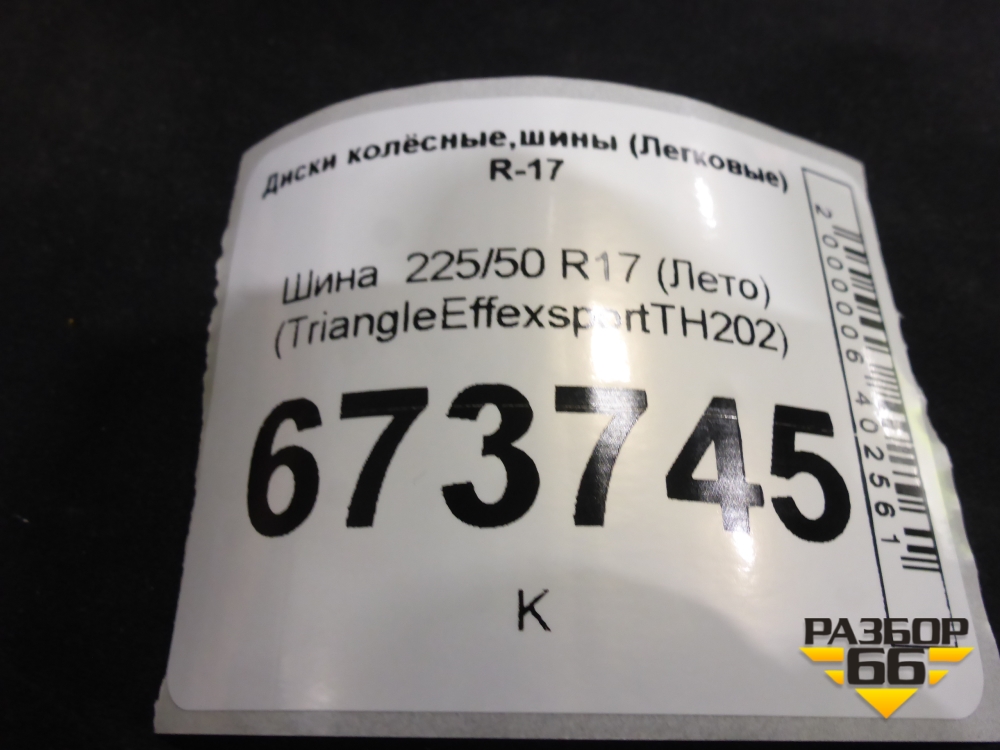 Диски колёсные,шины (Легковые)
R-17
Шина 225/50 R17 (Лето)
(TriangleEffexsportTH202)
673745
K
2000006402561
РАЗБОР
66